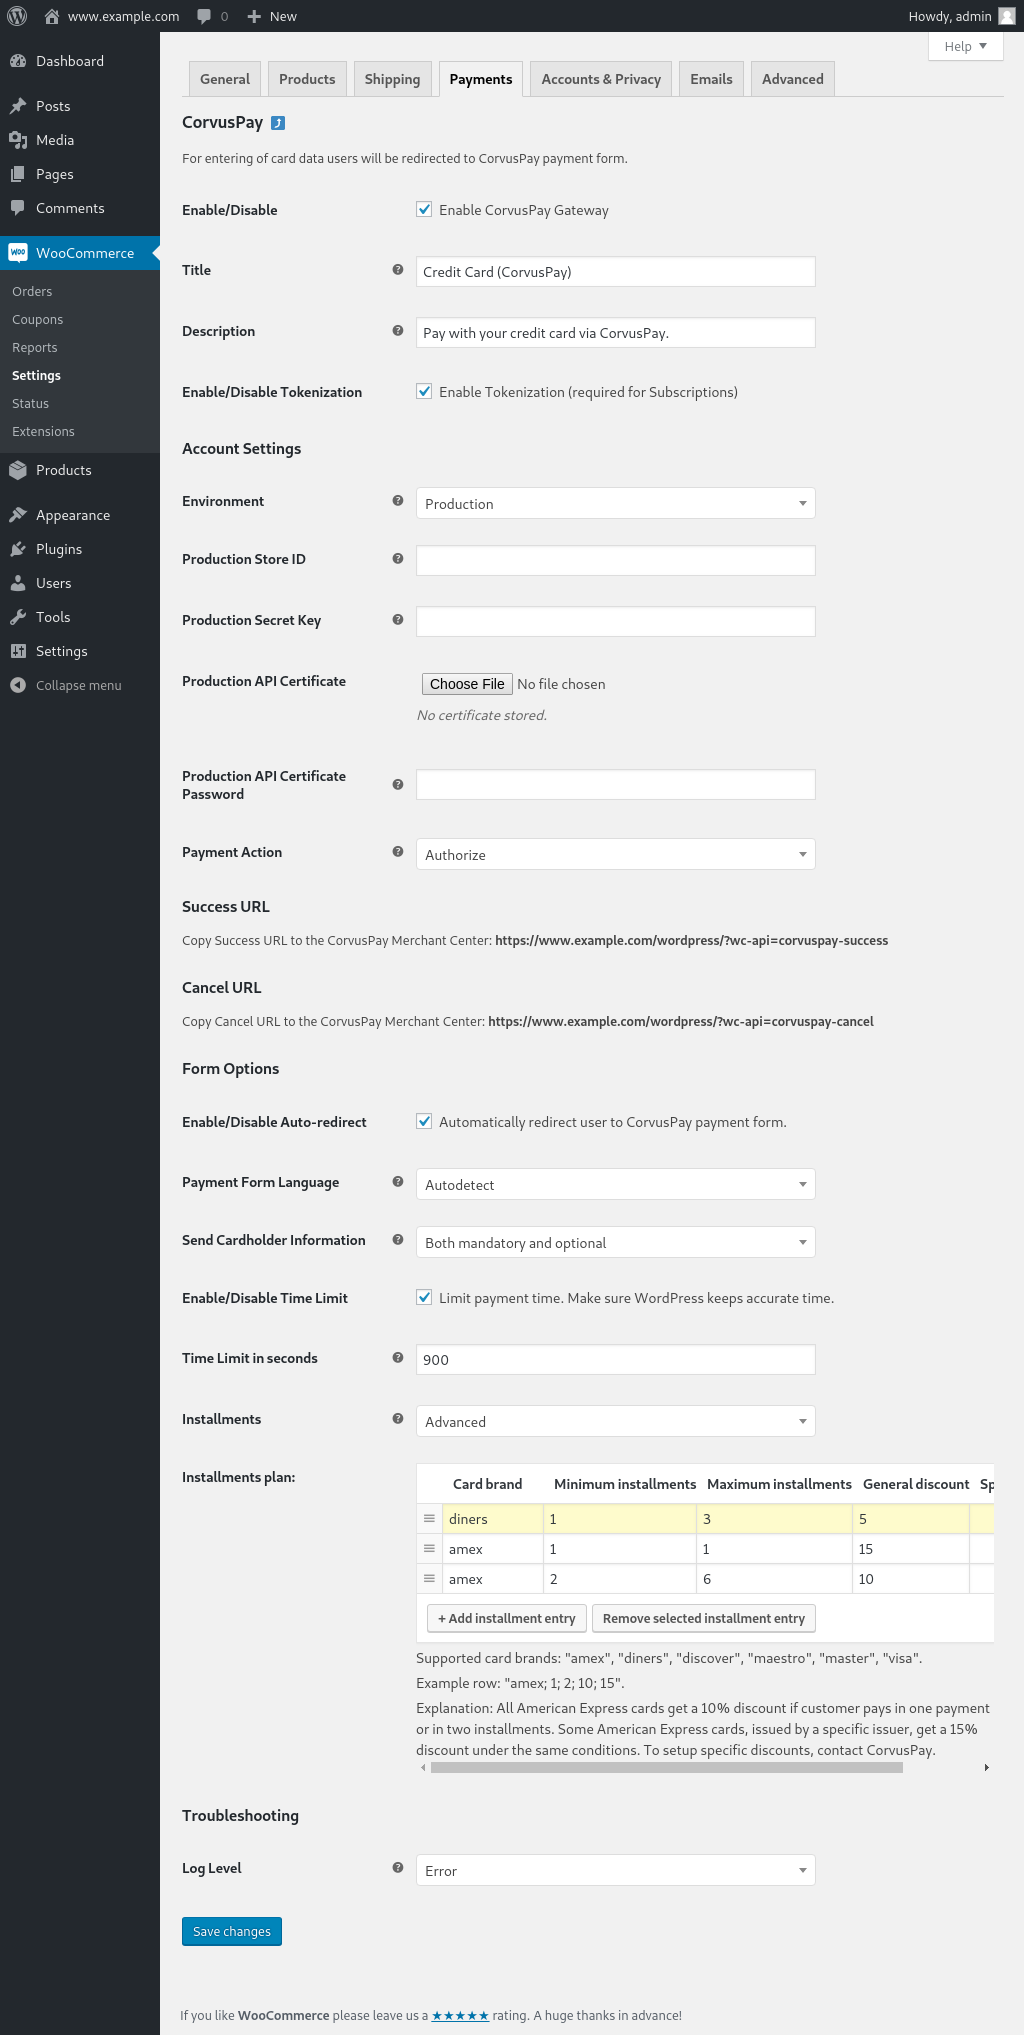 www.example.com 0 New Howdy, admin
Help
Dashboard
Posts
Media
Pages
Comments
WooCommerce
Orders
Coupons
Reports
Settings
Status
Extensions
Products
Appearance
Plugins
Users
Tools
Settings
Collapse menu
General Products Shipping Payments Accounts & Privacy Emails Advanced
CorvusPay
For entering of card data users will be redirected to CorvusPay payment form.
Enable/Disable Enable CorvusPay Gateway
Title Credit Card (CorvusPay)
Description Pay with your credit card via CorvusPay.
Enable/Disable Tokenization Enable Tokenization (required for Subscriptions)
Account Settings
Environment Production
Production Store ID
Production Secret Key
Production API Certificate Choose File No file chosen
No certificate stored.
Production API Certificate
Password
Payment Action Authorize
Success URL
Copy Success URL to the CorvusPay Merchant Center: https://www.example.com/wordpress/?wc-api=corvuspay-success
Cancel URL
Copy Cancel URL to the CorvusPay Merchant Center: https://www.example.com/wordpress/?wc-api=corvuspay-cancel
Form Options
Enable/Disable Auto-redirect Automatically redirect user to CorvusPay payment form.
Payment Form Language Autodetect
Send Cardholder Information Both mandatory and optional
Enable/Disable Time Limit Limit payment time. Make sure WordPress keeps accurate time.
Time Limit in seconds 900
Installments Advanced
Installments plan:
Card brand Minimum installments Maximum installments General discount Sp
diners 1 3 5
amex 1 1 15
amex 2 6 10
+ Add installment entry Remove selected installment entry
Supported card brands: "amex", "diners", "discover", "maestro", "master", "visa".
Example row: "amex; 1; 2; 10; 15".
Explanation: All American Express cards get a 10% discount if customer pays in one payment
or in two installments. Some American Express cards, issued by a specific issuer, get a 15%
discount under the same conditions. To setup specific discounts, contact CorvusPay.
Troubleshooting
Log Level Error
Save changes
If you like WooCommerce please leave us a ★★★★★ rating. A huge thanks in advance!